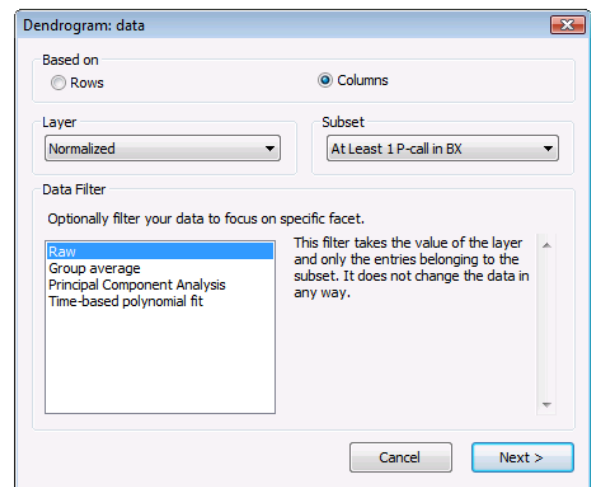 Dendrogram: data
Based on
Rows
Columns
Layer
Subset
Normalized
At Least 1 P-call in BX
Data Filter
Optionally filter your data to focus on specific facet.
Raw
Group average
Principal Component Analysis
Time-based polynomial fit
This filter takes the value of the layer
and only the entries belonging to the
subset. It does not change the data in
any way.
Cancel
Next >